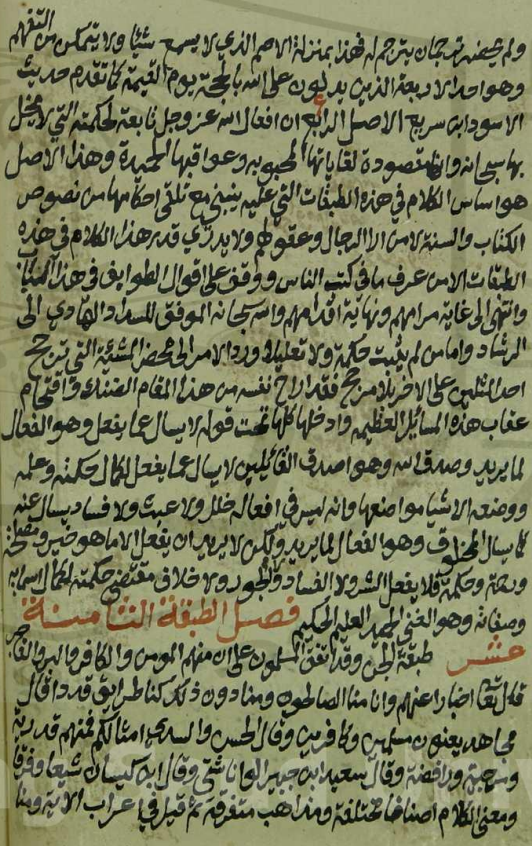 ولم يحضر ترجمان يترجم له فهذا بمنزلة الاصم الذي لا يسمع شيئا ولا يتمكن من التفهم
وهو احد الاربعة الذين يدلون على الله بالحجة يوم القيمة كما تقدم حديث
الاسود ابن سريع الاصل الرابع ان افعال الله عز وجل تابعة لحكمته التي لا يخل
بها سبحانه وانها مقصودة لغاياتها المحبوبه وعواقبها الحميدة وهذا الاصل
هو اساس الكلام في هذه الطبقات الذي عليه ينبني مع تلقي احكامها من نصوص
الكتاب والسنة لا من اراء الرجال وعقولهم ولا يدري قدر هذا الكلام في هذه
الطبقات الا من عرف ما في كتب الناس ووقف على اقوال الطوايف في هذا الباب
وانتهى الى غاية مرامهم ونهاية اقدامهم والله سبحانه الموفق للسداد الهادي الى
الرشاد واما من لم يثبت حكمة ولا تعليلا ورد الامر الى محض المشية التي ترجح
احد المثلين على الاخر بلا مرجح فقد اراح نفسه من هذا المقام الضنك واقتحام
عقاب هذه المسائل العظيمه وادخلها كلها تحت قوله لا يسال عما يفعل وهو الفعال
لما يريد وصدق الله وهو اصدق القائلين لا يسال عما يفعل لكمال حكمته وعلمه
ووضعه الاشيا مواضعها وانه ليس في افعاله خلل ولا عبث ولا فساد يسال عنه
كما يسال المخلوق وهو الفعال لما يريد ولكن لا يريد ان يفعل الا ما هو خير ومصلحة
ورحمة وحكمة فلا يفعل الشر ولا الفساد ولا الجور ولا خلاف مقتضى حكمته لكمال اسمايه
وصفاته وهو الغني الحميد العليم الحكيم فصل الطبقة الثامنة
عشر طبقة الجن وقد اتفق المسلمون على ان منهم المومن والكافر والبر والفاجر
قال تعالى اخبارا عنهم وانا منا الصالحون ومنا دون ذلك كنا طرايق قددا قال
مجاهد يعنون مسلمين وكافرين وقال الحسن والسدي امثالكم فمنهم قدرية
ومرجية ورافضة وقال سعيد ابن جبير الوانا شتى وقال ابن كيسان شيعا وفرقا
ومعنى الكلام اصنافا مختلفة ومذاهب متفرقة ثم قيل في اعراب الاية ومنا